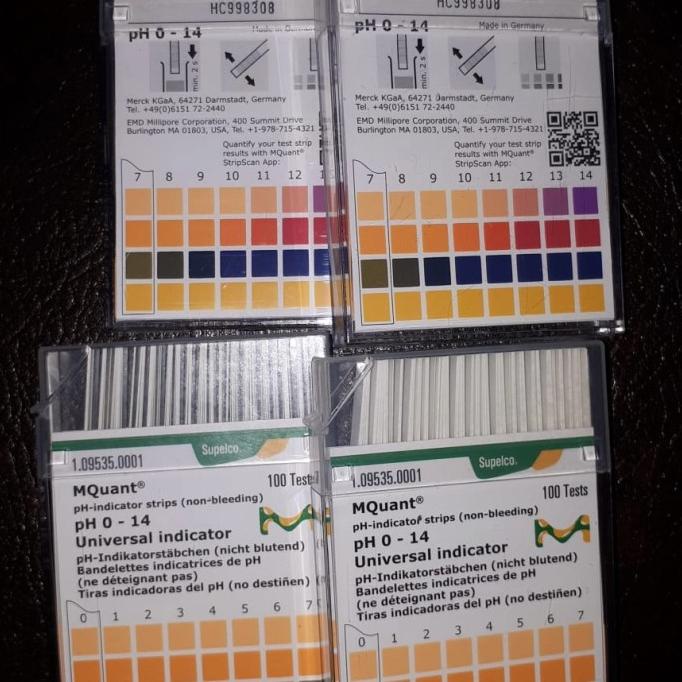 HC998308
pH 0 - 14
Made in Germany
min. 2 s
Merck KGaA, 64271 Darmstadt, Germany
Tel. +49(0)6151 72-2440
EMD Millipore Corporation, 400 Summit Drive
Burlington MA 01803, USA, Tel. +1-978-715-4321
Quantify your test strip
results with MQuant®
StripScan App:
7 8 9 10 11 12
HC998308
pH 0 - 14
Made in Germany
min. 2 s
Merck KGaA, 64271 Darmstadt, Germany
Tel. +49(0)6151 72-2440
EMD Millipore Corporation, 400 Summit Drive
Burlington MA 01803, USA, Tel. +1-978-715-4321
Quantify your test strip
results with MQuant®
StripScan App:
7 8 9 10 11 12 13 14
Supelco.
1.09535.0001
MQuant®
100 Tests
pH-indicator strips (non-bleeding)
pH 0 - 14
Universal indicator
pH-Indikatorstäbchen (nicht blutend)
Bandelettes indicatrices de pH
(ne déteignant pas)
Tiras indicadoras del pH (no destiñen)
0 1 2 3 4 5 6 7
Supelco.
1.09535.0001
MQuant®
100 Tests
pH-indicator strips (non-bleeding)
pH 0 - 14
Universal indicator
pH-Indikatorstäbchen (nicht blutend)
Bandelettes indicatrices de pH
(ne déteignant pas)
Tiras indicadoras del pH (no destiñen)
0 1 2 3 4 5 6 7